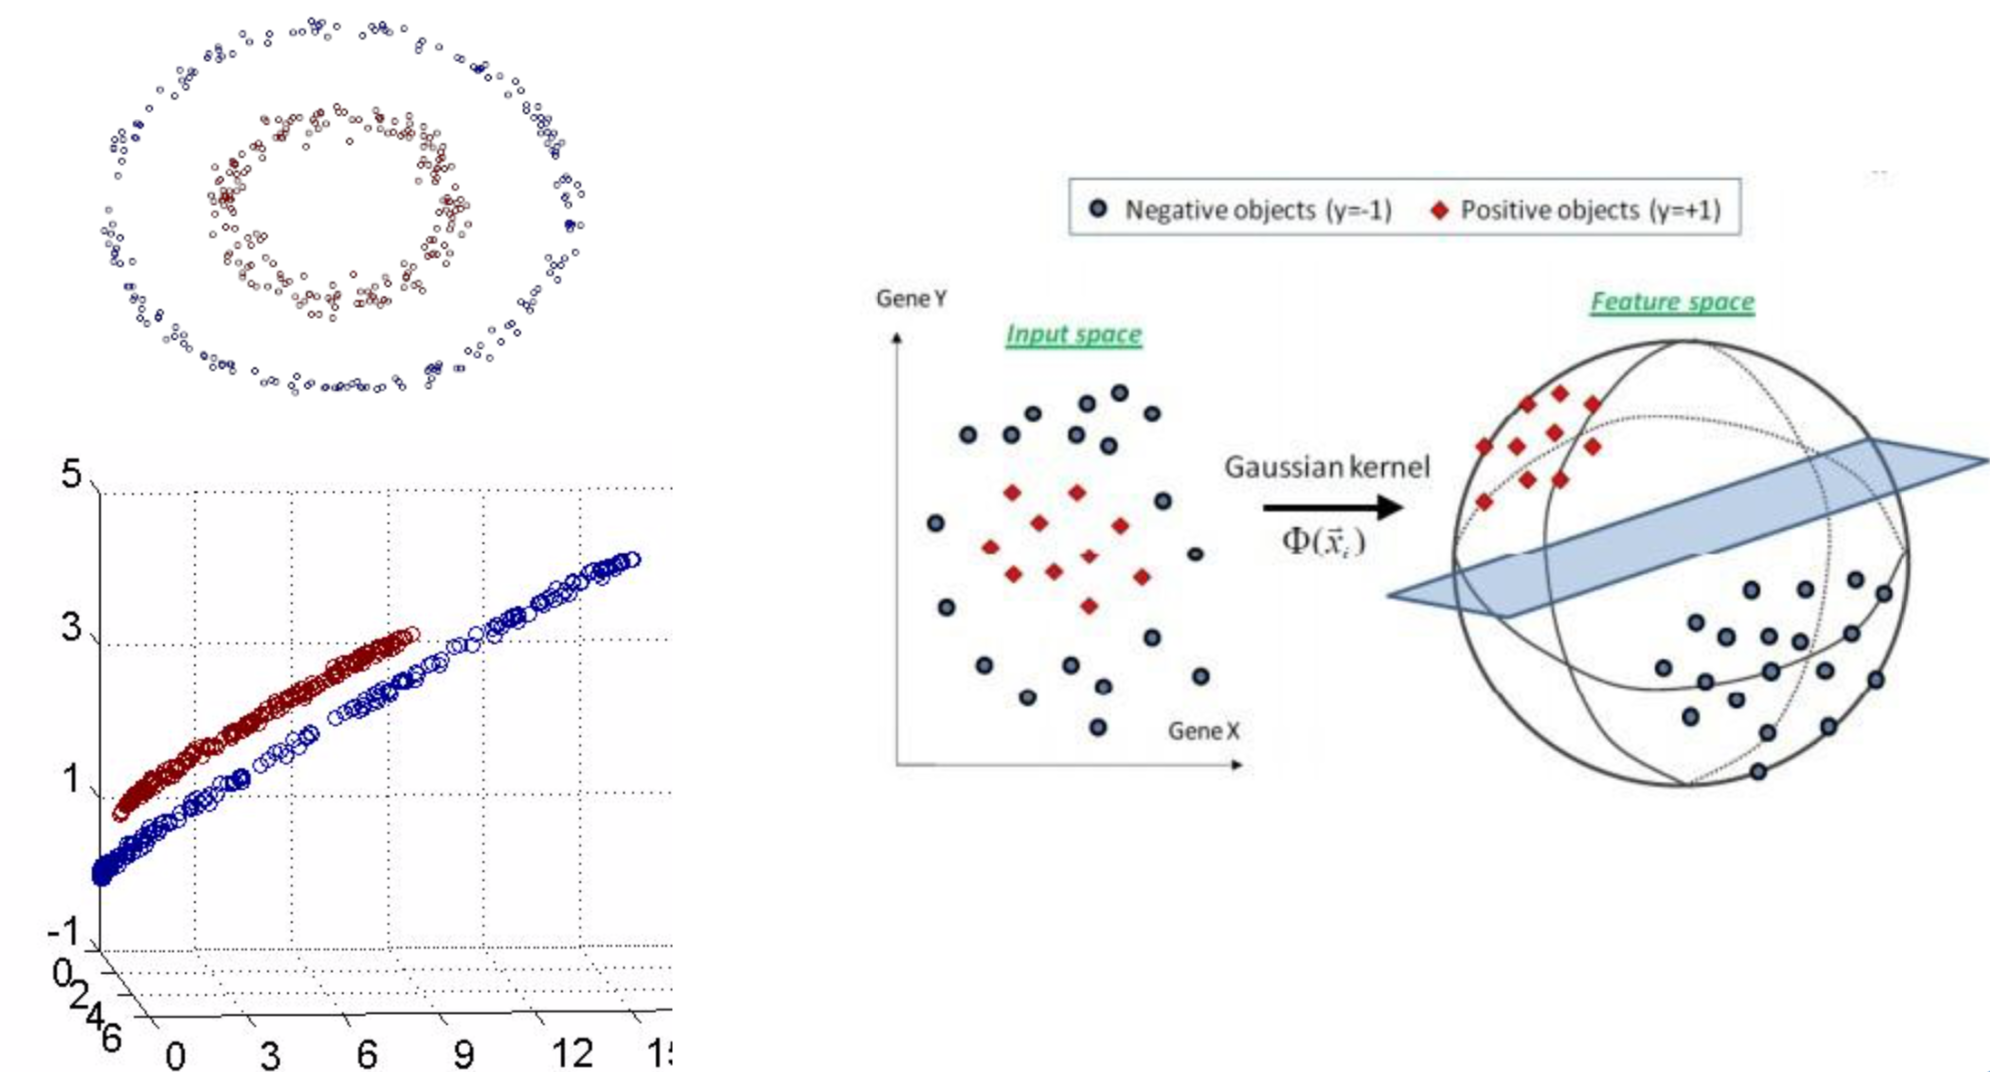 5
3
1
-1
0
2
4
6
0
3
6
9
12
Negative objects (y=-1)
Positive objects (y=+1)
Gene Y
Input space
Feature space
Gaussian kernel
Φ(x⃗ᵢ)
Gene X